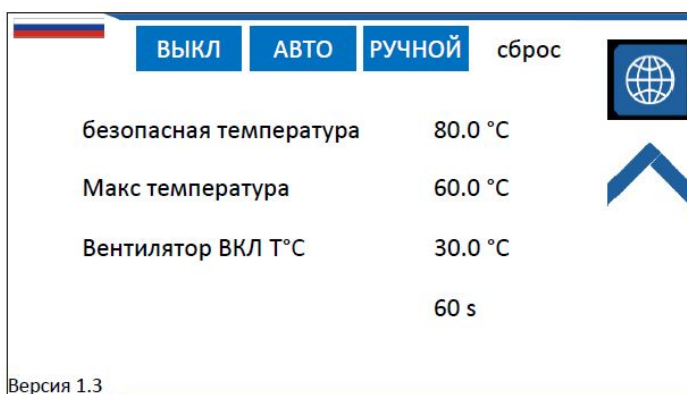 ВЫКЛ АВТО РУЧНОЙ сброс
безопасная температура 80.0 °C
Макс температура 60.0 °C
Вентилятор ВКЛ T°C 30.0 °C
60 s
Версия 1.3